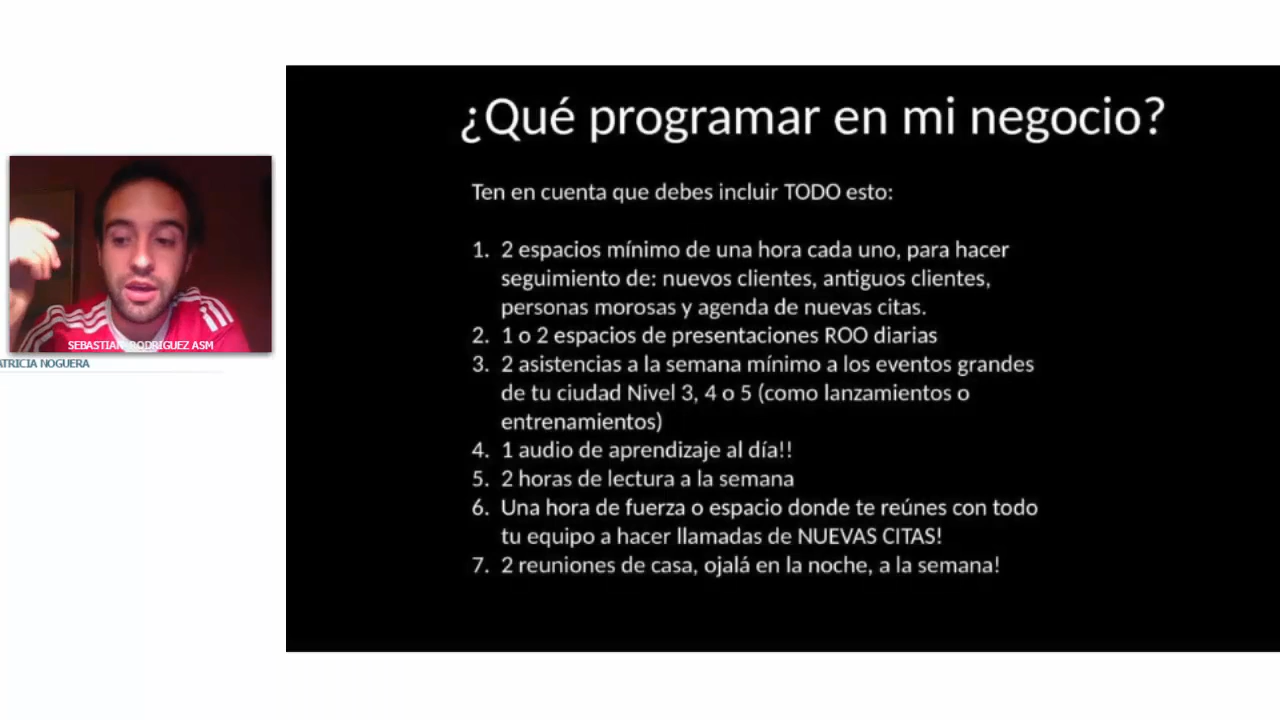 ¿Qué programar en mi negocio?
Ten en cuenta que debes incluir TODO esto:
1. 2 espacios mínimo de una hora cada uno, para hacer
seguimiento de: nuevos clientes, antiguos clientes,
personas morosas y agenda de nuevas citas.
2. 1 o 2 espacios de presentaciones ROO diarias
3. 2 asistencias a la semana mínimo a los eventos grandes
de tu ciudad Nivel 3, 4 o 5 (como lanzamientos o
entrenamientos)
4. 1 audio de aprendizaje al día!!
5. 2 horas de lectura a la semana
6. Una hora de fuerza o espacio donde te reúnes con todo
tu equipo a hacer llamadas de NUEVAS CITAS!
7. 2 reuniones de casa, ojalá en la noche, a la semana!
SEBASTIAN RODRIGUEZ ASM
ATRICIA NOGUERA